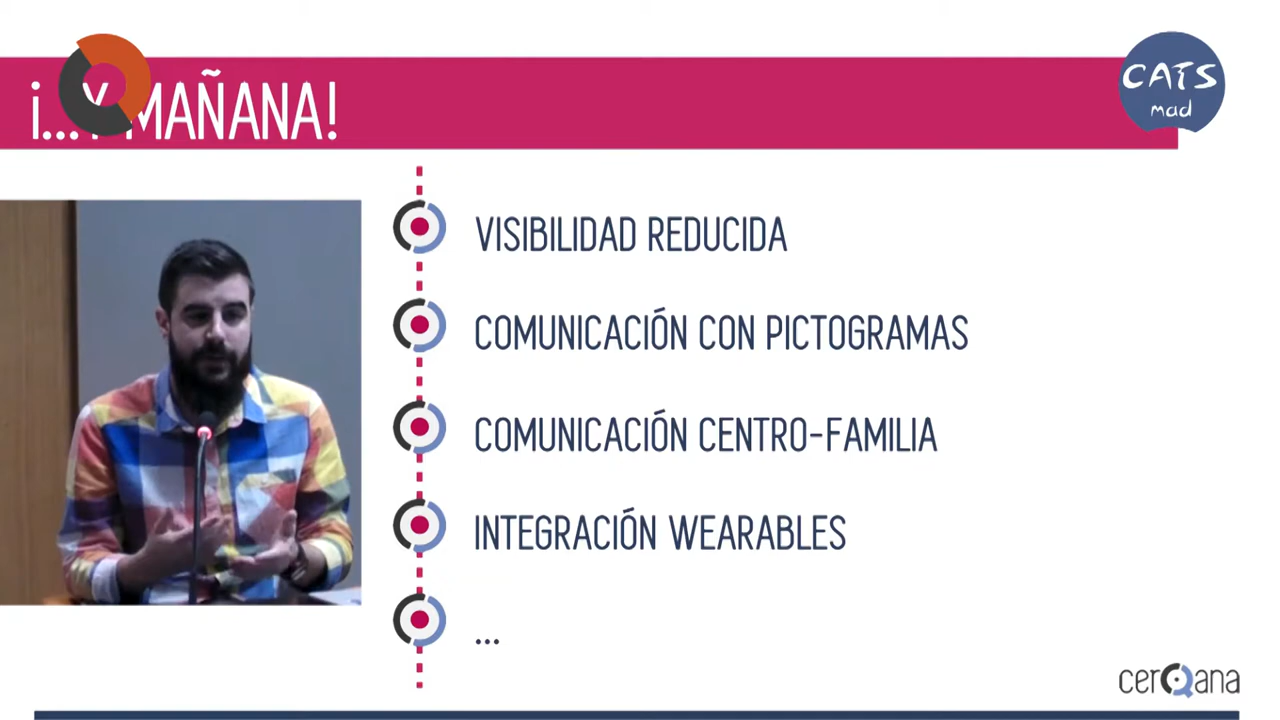 ¡...Y MAÑANA!
CATS
mad
VISIBILIDAD REDUCIDA
COMUNICACIÓN CON PICTOGRAMAS
COMUNICACIÓN CENTRO-FAMILIA
INTEGRACIÓN WEARABLES
...
cerQana